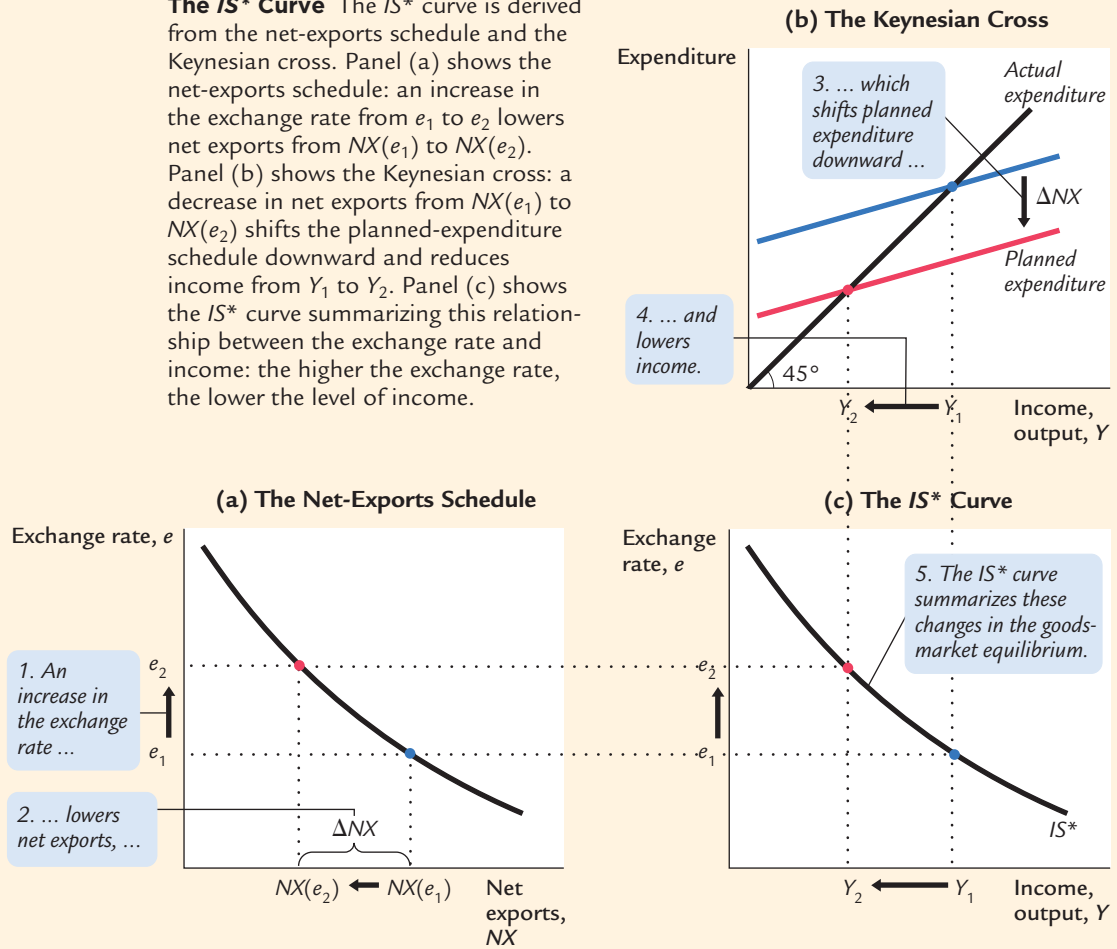 The IS* Curve The IS* curve is derived
from the net-exports schedule and the
Keynesian cross. Panel (a) shows the
net-exports schedule: an increase in
the exchange rate from e₁ to e₂ lowers
net exports from NX(e₁) to NX(e₂).
Panel (b) shows the Keynesian cross: a
decrease in net exports from NX(e₁) to
NX(e₂) shifts the planned-expenditure
schedule downward and reduces
income from Y₁ to Y₂. Panel (c) shows
the IS* curve summarizing this relation-
ship between the exchange rate and
income: the higher the exchange rate,
the lower the level of income.
(b) The Keynesian Cross
Expenditure
3. ... which
shifts planned
expenditure
downward ...
Actual
expenditure
ΔNX
Planned
expenditure
4. ... and
lowers
income.
45°
Y₂
Y₁
Income,
output, Y
(a) The Net-Exports Schedule
Exchange rate, e
1. An
increase in
the exchange
rate ...
e₂
e₁
2. ... lowers
net exports, ...
ΔNX
NX(e₂)
NX(e₁)
Net
exports,
NX
(c) The IS* Curve
Exchange
rate, e
5. The IS* curve
summarizes these
changes in the goods-
market equilibrium.
e₂
e₁
IS*
Y₂
Y₁
Income,
output, Y